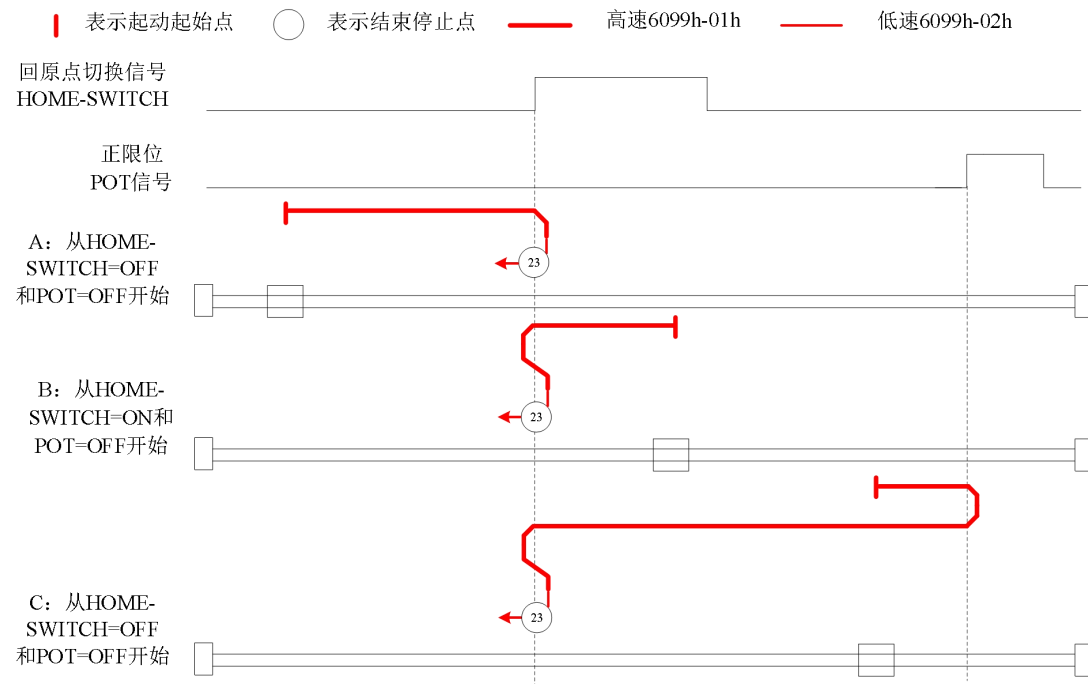 表示起动起始点
表示结束停止点
高速6099h-01h
低速6099h-02h
回原点切换信号
HOME-SWITCH
正限位
POT信号
A：从HOME-
SWITCH=OFF
和POT=OFF开始
23
B：从HOME-
SWITCH=ON和
POT=OFF开始
23
C：从HOME-
SWITCH=OFF
和POT=OFF开始
23